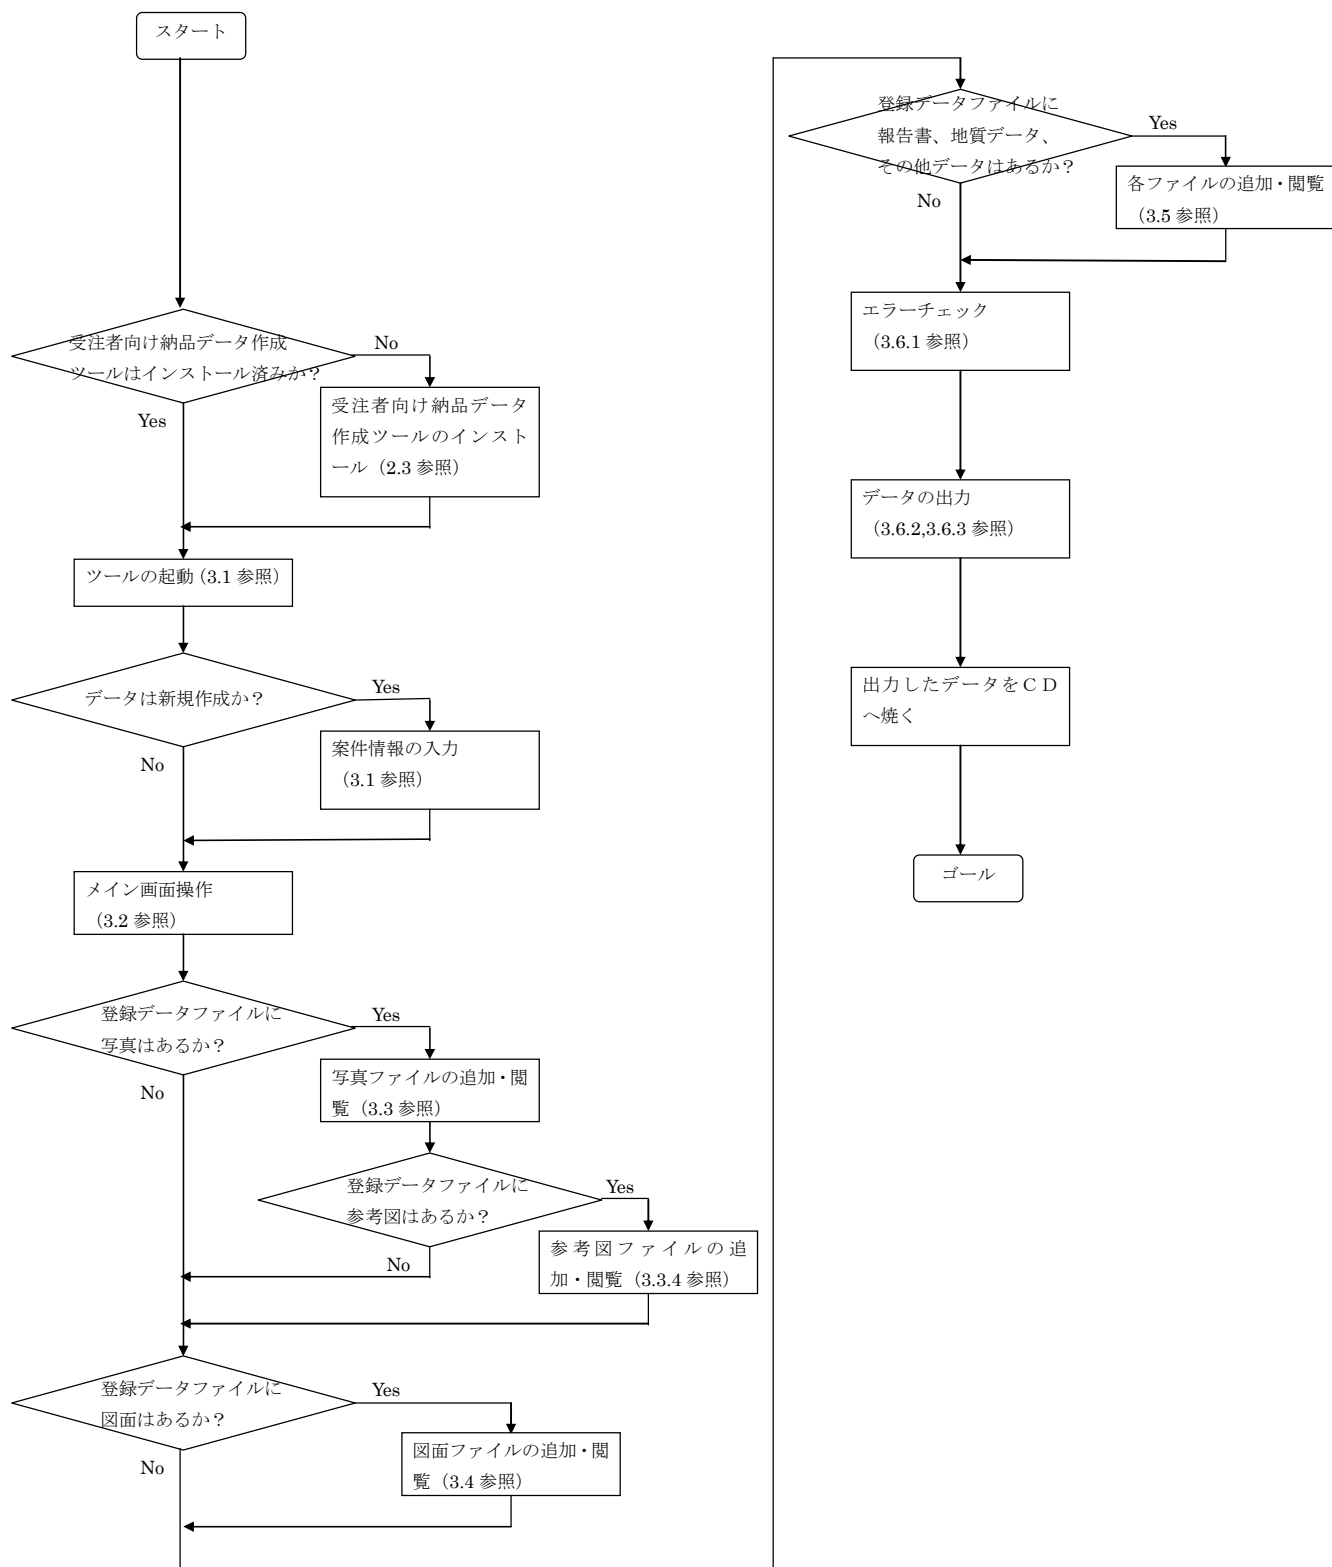 スタート
受注者向け納品データ作成
ツールはインストール済みか？
No
Yes
受注者向け納品データ
作成ツールのインスト
ール（2.3 参照）
ツールの起動（3.1 参照）
データは新規作成か？
Yes
No
案件情報の入力
（3.1 参照）
メイン画面操作
（3.2 参照）
登録データファイルに
写真はあるか？
Yes
No
写真ファイルの追加・閲
覧（3.3 参照）
登録データファイルに
参考図はあるか？
Yes
No
参考図ファイルの追
加・閲覧（3.3.4 参照）
登録データファイルに
図面はあるか？
Yes
No
図面ファイルの追加・閲
覧（3.4 参照）
登録データファイルに
報告書、地質データ、
その他データはあるか？
Yes
No
各ファイルの追加・閲覧
（3.5 参照）
エラーチェック
（3.6.1 参照）
データの出力
（3.6.2,3.6.3 参照）
出力したデータをＣＤ
へ焼く
ゴール